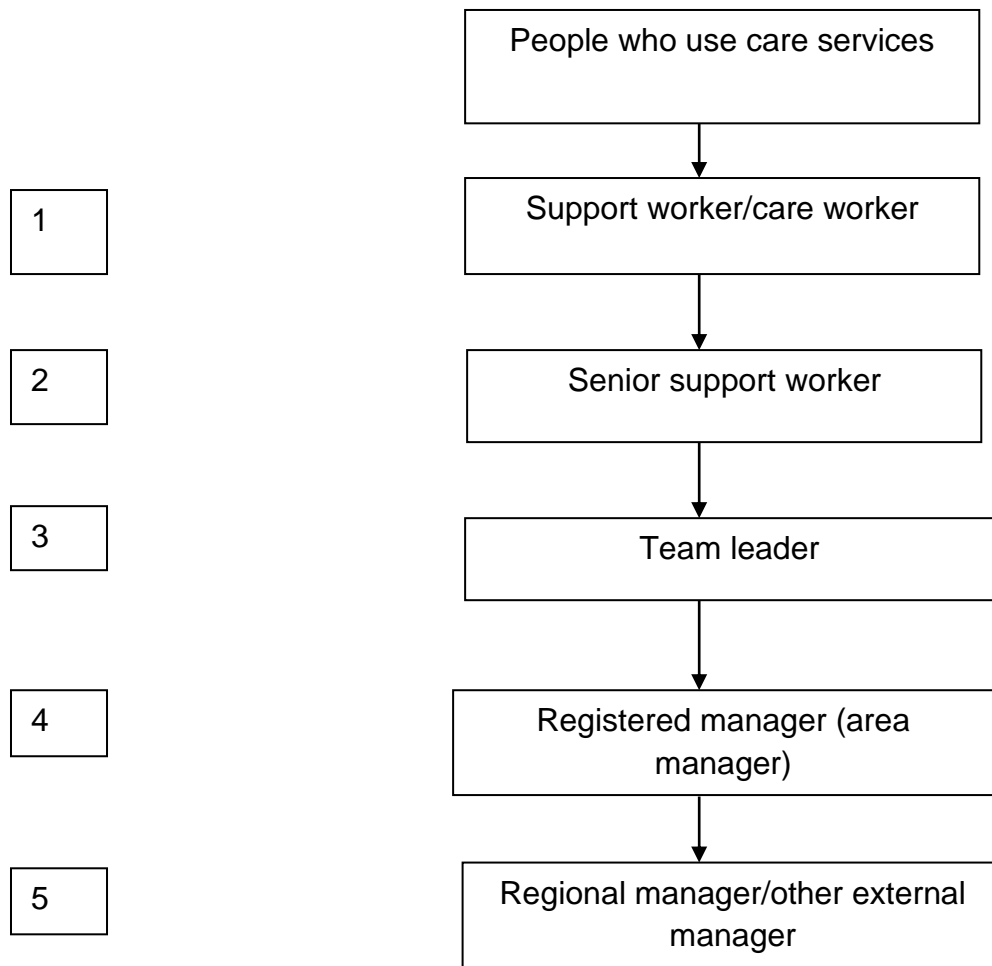 People who use care services
1
Support worker/care worker
2
Senior support worker
3
Team leader
4
Registered manager (area
manager)
5
Regional manager/other external
manager